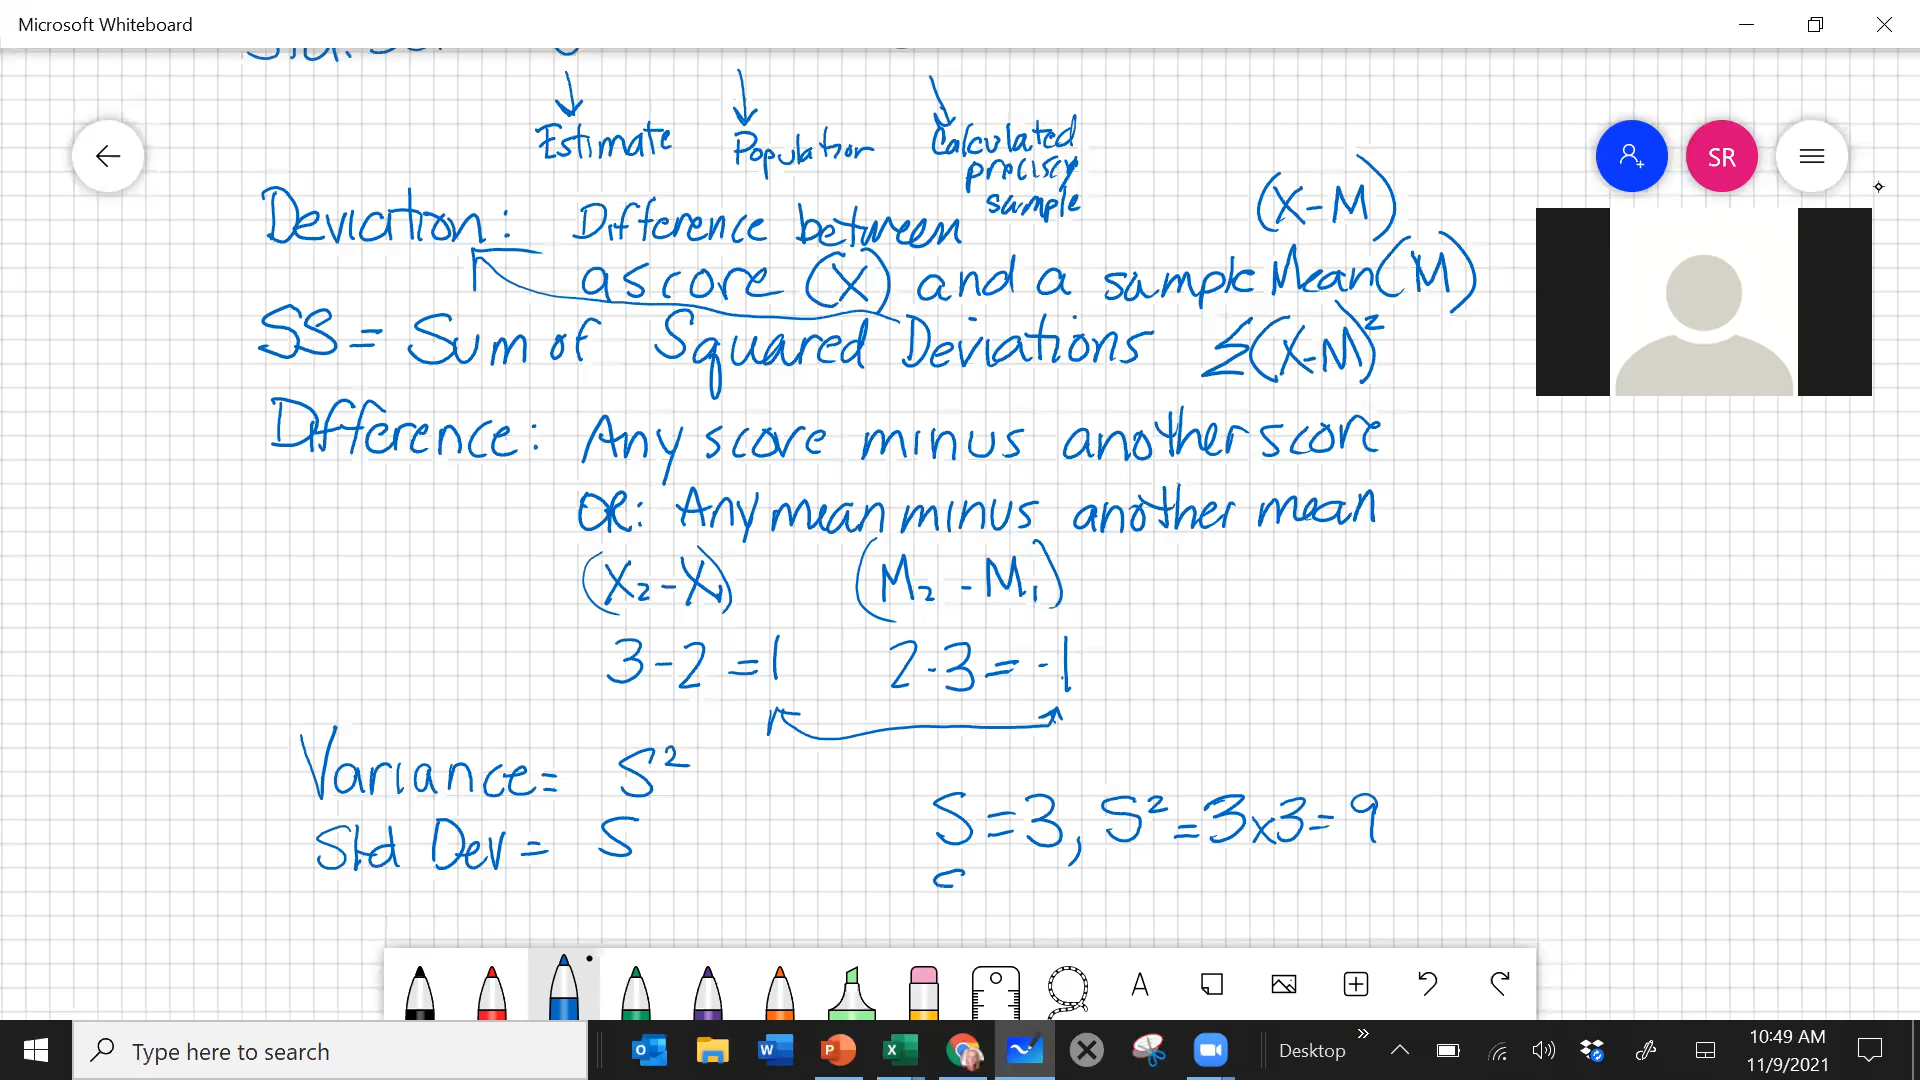 Microsoft Whiteboard
Estimate Population Calculated
precisly
sample
Deviation: Difference between (X-M)
a score (X) and a sample Mean (M)
SS = Sum of Squared Deviations Σ(X-M)²
Difference: Any score minus another score
OR: Any mean minus another mean
(X₂-X₁) (M₂-M₁)
3-2=1 2-3=-1
Variance= S²
Std Dev= S
S=3, S²=3x3=9
SR
A
Type here to search
Desktop
10:49 AM
11/9/2021